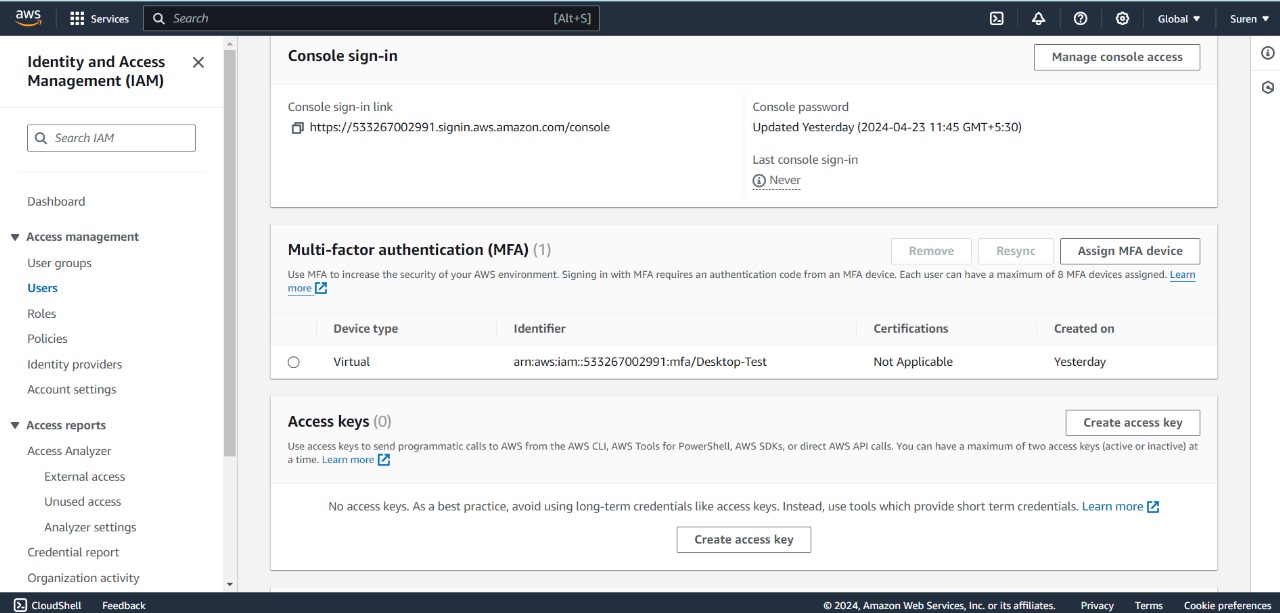 aws
Services
Search
[Alt+S]
Global
Suren
Identity and Access
Management (IAM)
Search IAM
Dashboard
Access management
User groups
Users
Roles
Policies
Identity providers
Account settings
Access reports
Access Analyzer
External access
Unused access
Analyzer settings
Credential report
Organization activity
Console sign-in
Manage console access
Console sign-in link
https://533267002991.signin.aws.amazon.com/console
Console password
Updated Yesterday (2024-04-23 11:45 GMT+5:30)
Last console sign-in
Never
Multi-factor authentication (MFA) (1)
Remove
Resync
Assign MFA device
Use MFA to increase the security of your AWS environment. Signing in with MFA requires an authentication code from an MFA device. Each user can have a maximum of 8 MFA devices assigned. Learn
more
Device type Identifier Certifications Created on
Virtual arn:aws:iam::533267002991:mfa/Desktop-Test Not Applicable Yesterday
Access keys (0)
Create access key
Use access keys to send programmatic calls to AWS from the AWS CLI, AWS Tools for PowerShell, AWS SDKs, or direct AWS API calls. You can have a maximum of two access keys (active or inactive) at
a time. Learn more
No access keys. As a best practice, avoid using long-term credentials like access keys. Instead, use tools which provide short term credentials. Learn more
Create access key
CloudShell
Feedback
© 2024, Amazon Web Services, Inc. or its affiliates.
Privacy
Terms
Cookie preferences